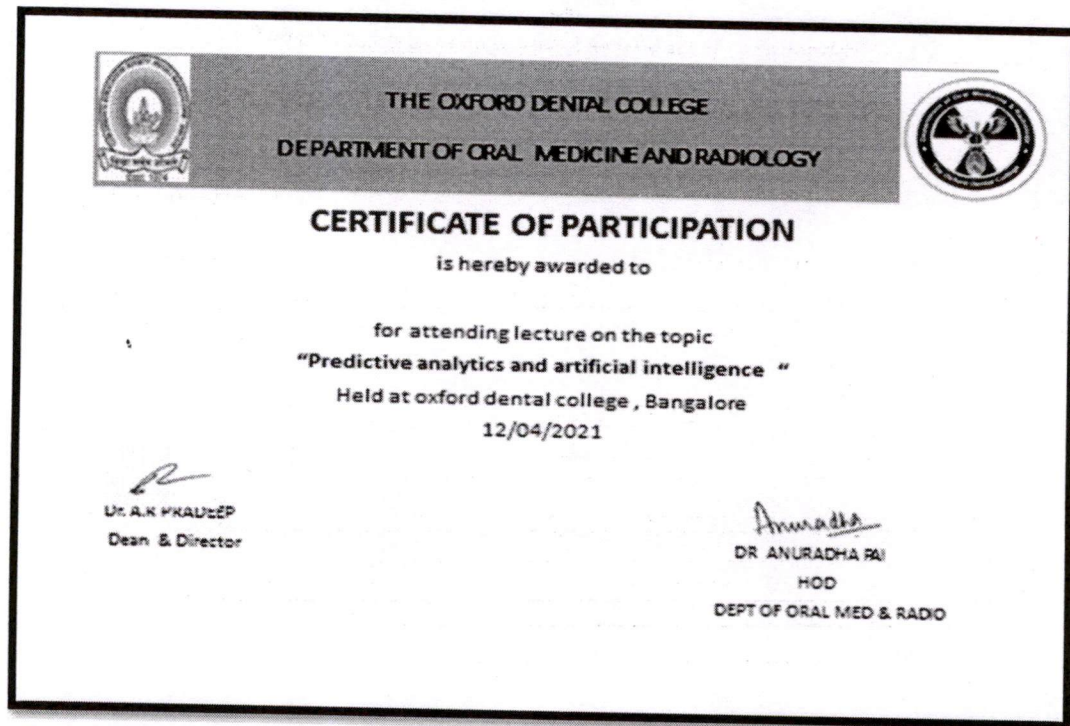 THE OXFORD DENTAL COLLEGE
DEPARTMENT OF ORAL MEDICINE AND RADIOLOGY
CERTIFICATE OF PARTICIPATION
is hereby awarded to
for attending lecture on the topic
“Predictive analytics and artificial intelligence “
Held at oxford dental college , Bangalore
12/04/2021
Dr. A.K PRADEEP
Dean & Director
Anuradha
DR ANURADHA PAI
HOD
DEPT OF ORAL MED & RADIO